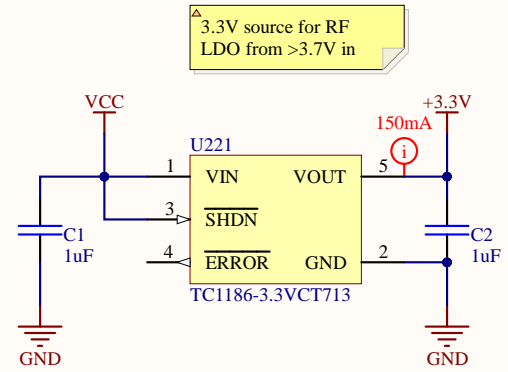 3.3V source for RF
LDO from >3.7V in
VCC
+3.3V
150mA
i
U221
1 VIN VOUT 5
3 SHDN
4 ERROR GND 2
C1
1uF
C2
1uF
TC1186-3.3VCT713
GND
GND